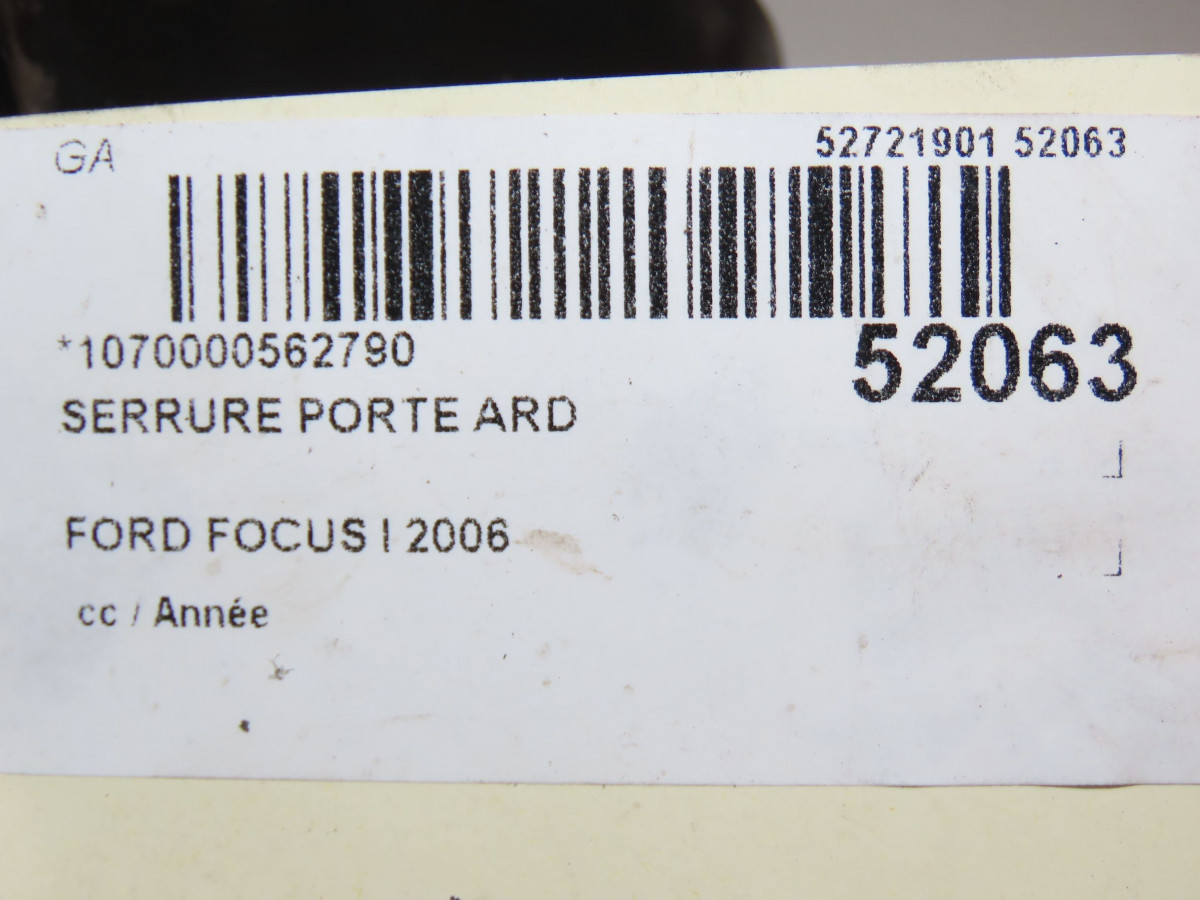 GA
52721901 52063
*1070000562790
52063
SERRURE PORTE ARD
FORD FOCUS I 2006
cc / Année